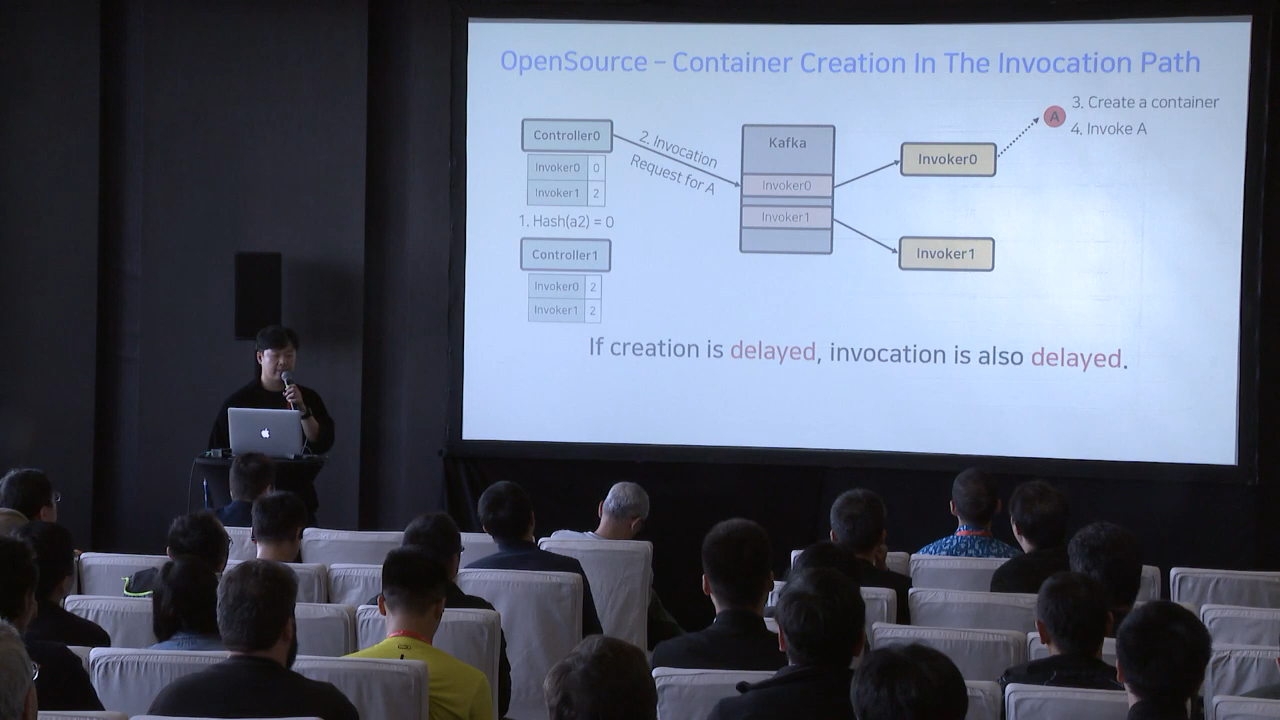 OpenSource – Container Creation In The Invocation Path
Controller0
Invoker0 0
Invoker1 2
1. Hash(a2) = 0
Controller1
Invoker0 2
Invoker1 2
2. Invocation
Request for A
Kafka
Invoker0
Invoker1
Invoker0
Invoker1
A
3. Create a container
4. Invoke A
If creation is delayed, invocation is also delayed.